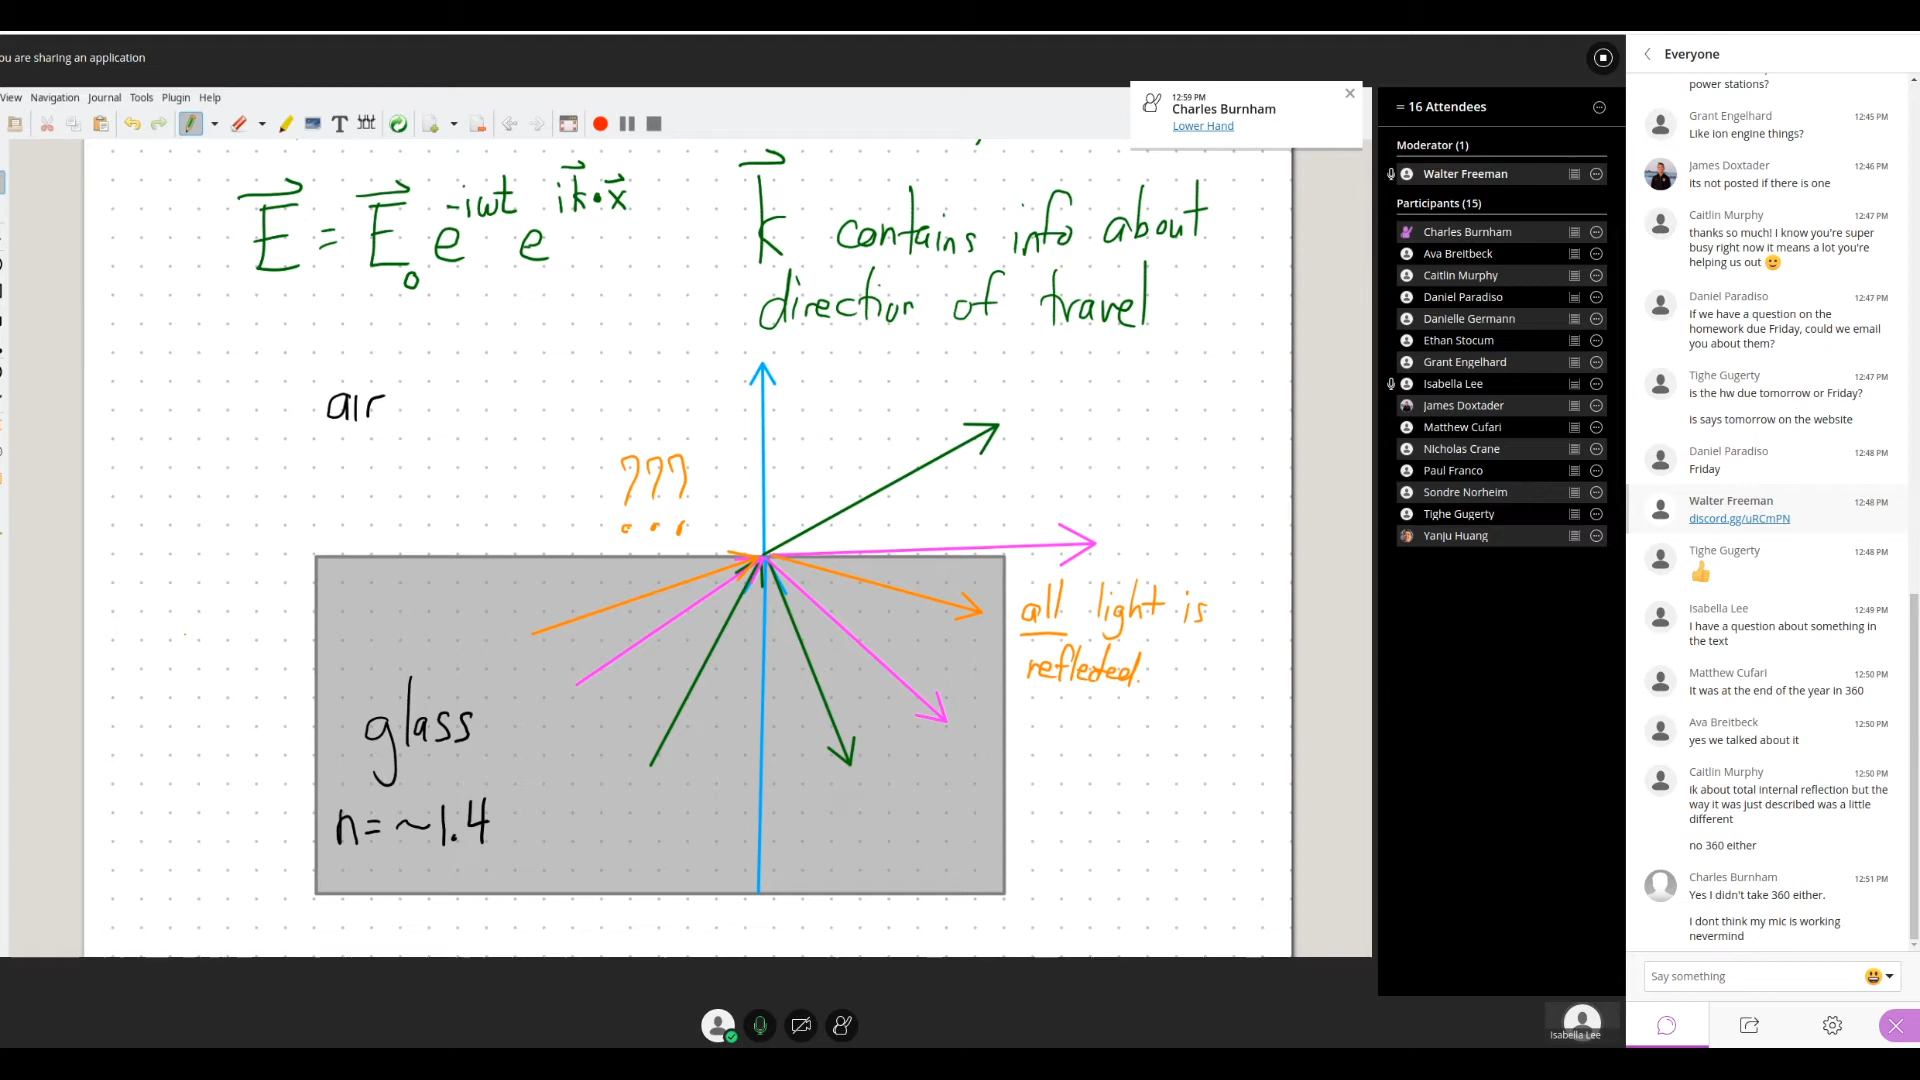 ou are sharing an application
View Navigation Journal Tools Plugin Help
12:59 PM
Charles Burnham
Lower Hand
E = E₀ e^-iωt e^ik·x
k contains info about
direction of travel
air
???
all light is
reflected.
glass
n= ~1.4
16 Attendees
Moderator (1)
Walter Freeman
Participants (15)
Charles Burnham
Ava Breitbeck
Caitlin Murphy
Daniel Paradiso
Danielle Germann
Ethan Stocum
Grant Engelhard
Isabella Lee
James Doxtader
Matthew Cufari
Nicholas Crane
Paul Franco
Sondre Norheim
Tighe Gugerty
Yanju Huang
Isabella Lee
Everyone
power stations?
Grant Engelhard 12:45 PM
Like ion engine things?
James Doxtader 12:46 PM
its not posted if there is one
Caitlin Murphy 12:47 PM
thanks so much! I know you're super
busy right now it means a lot you're
helping us out 🙂
Daniel Paradiso 12:47 PM
If we have a question on the
homework due Friday, could we email
you about them?
Tighe Gugerty 12:47 PM
is the hw due tomorrow or Friday?
is says tomorrow on the website
Daniel Paradiso 12:48 PM
Friday
Walter Freeman 12:48 PM
discord.gg/uRCmPN
Tighe Gugerty 12:48 PM
👍
Isabella Lee 12:49 PM
I have a question about something in
the text
Matthew Cufari 12:50 PM
It was at the end of the year in 360
Ava Breitbeck 12:50 PM
yes we talked about it
Caitlin Murphy 12:50 PM
ik about total internal reflection but the
way it was just described was a little
different
no 360 either
Charles Burnham 12:51 PM
Yes I didn't take 360 either.
I dont think my mic is working
nevermind
Say something